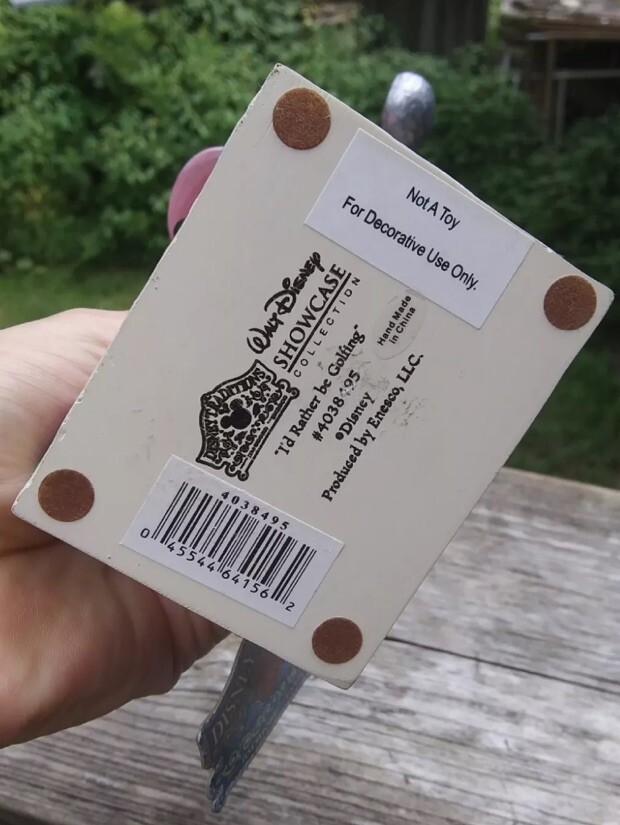 Not A Toy
For Decorative Use Only.
Walt Disney
SHOWCASE
COLLECTION
"I'd Rather be Golfing"
#4038495
©Disney
Produced by Enesco, LLC.
Hand Made
in China
4038495
0 45544 64156 2
DISNEY